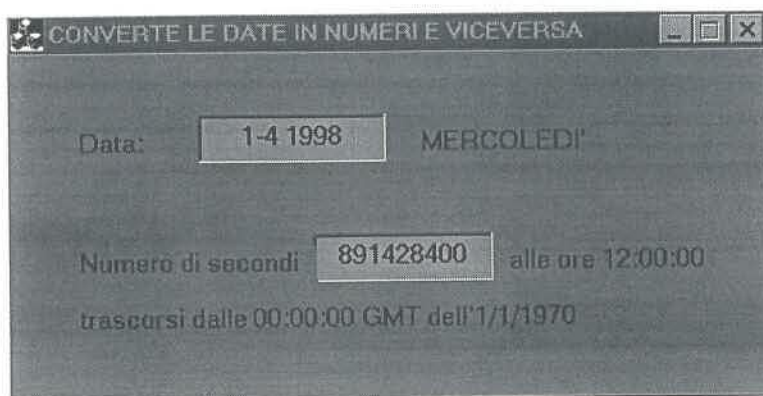 CONVERTE LE DATE IN NUMERI E VICEVERSA
Data: 1-4 1998 MERCOLEDI'
Numero di secondi 891428400 alle ore 12:00:00
trascorsi dalle 00:00:00 GMT dell'1/1/1970